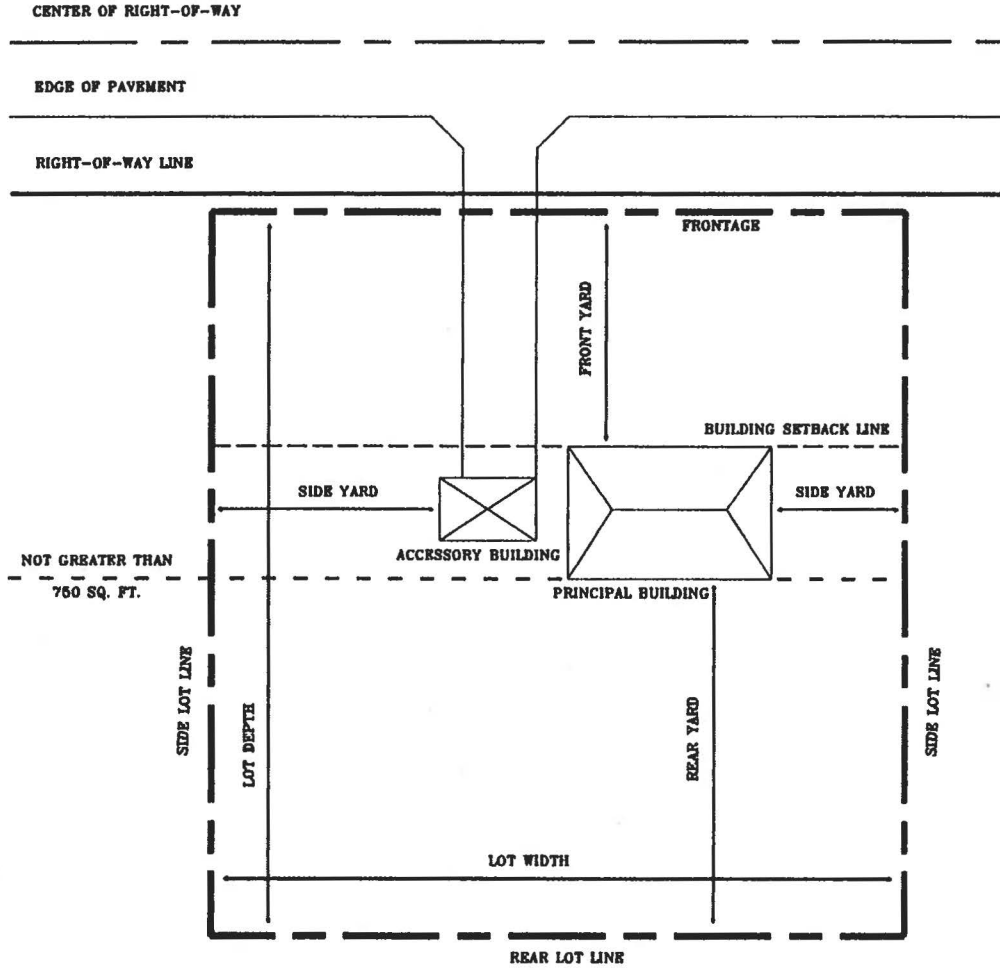 CENTER OF RIGHT-OF-WAY
EDGE OF PAVEMENT
RIGHT-OF-WAY LINE
FRONTAGE
FRONT YARD
BUILDING SETBACK LINE
SIDE YARD
SIDE YARD
ACCESSORY BUILDING
NOT GREATER THAN
750 SQ. FT.
PRINCIPAL BUILDING
SIDE LOT LINE
LOT DEPTH
REAR YARD
SIDE LOT LINE
LOT WIDTH
REAR LOT LINE